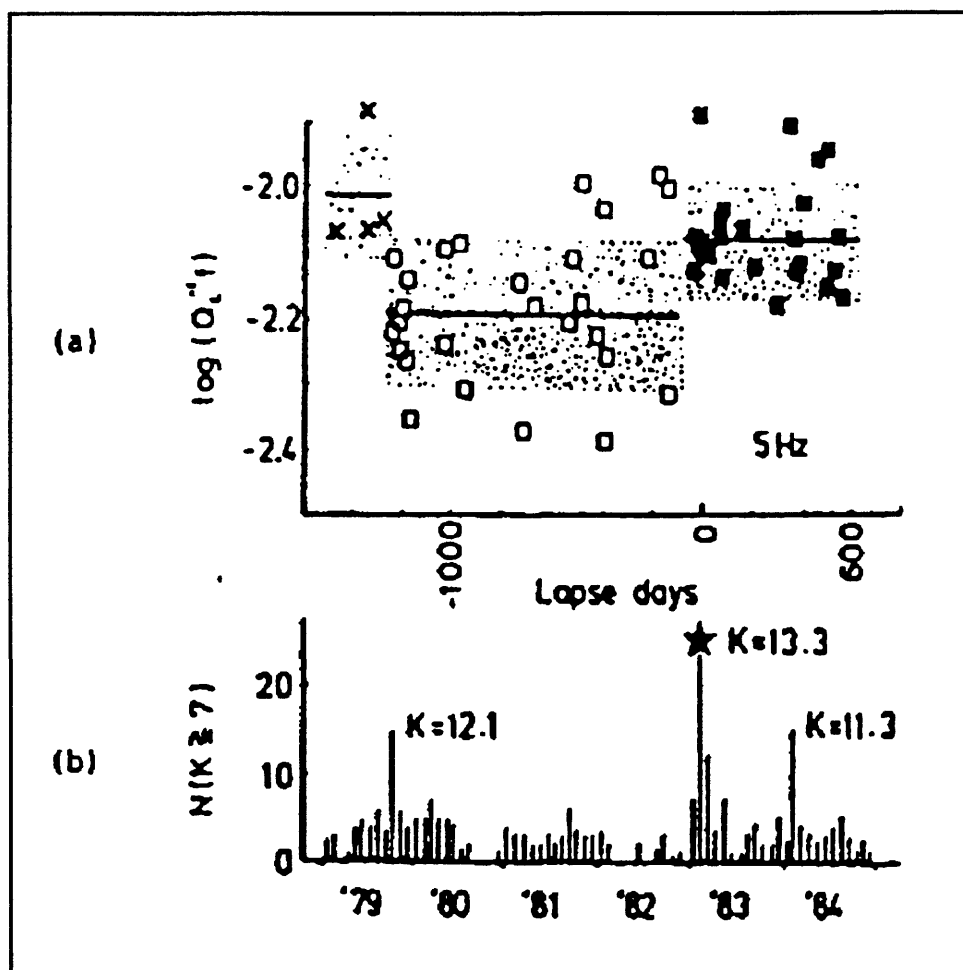 (a)
log (Q_c^-1 f)
-2.0
-2.2
-2.4
5Hz
-1000
0
600
Lapse days
(b)
N(K ≧ 7)
20
10
0
K=12.1
K=13.3
K=11.3
'79 '80 '81 '82 '83 '84